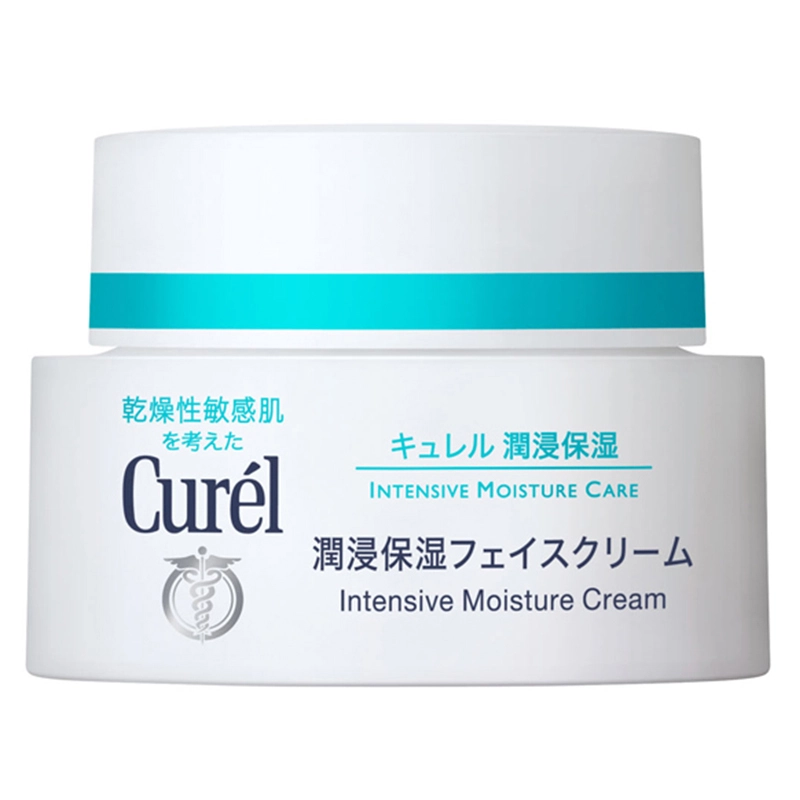 乾燥性敏感肌
を考えた
Curél
キュレル 潤浸保湿
INTENSIVE MOISTURE CARE
潤浸保湿フェイスクリーム
Intensive Moisture Cream